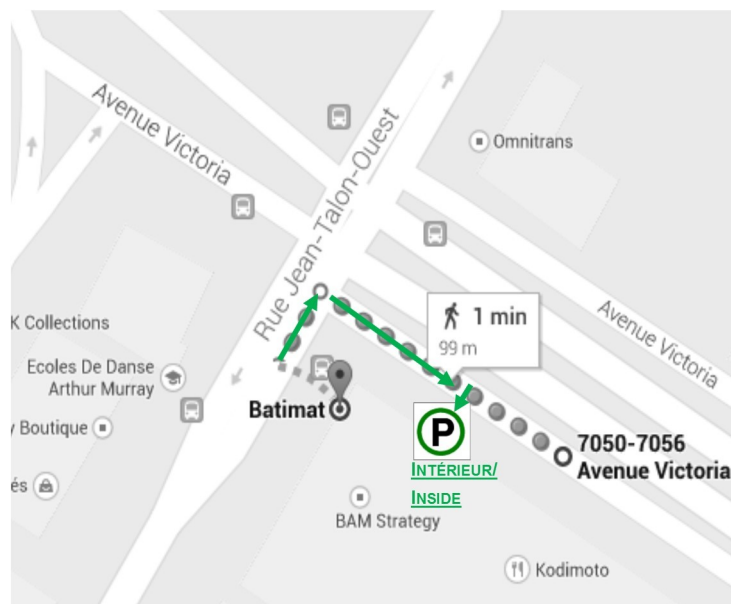 Avenue Victoria
Rue Jean-Talon-Ouest
Omnitrans
K Collections
1 min
99 m
Avenue Victoria
Ecoles De Danse
Arthur Murray
Batimat
Boutique
P
7050-7056
Avenue Victoria
INTÉRIEUR/
INSIDE
és
BAM Strategy
Kodimoto